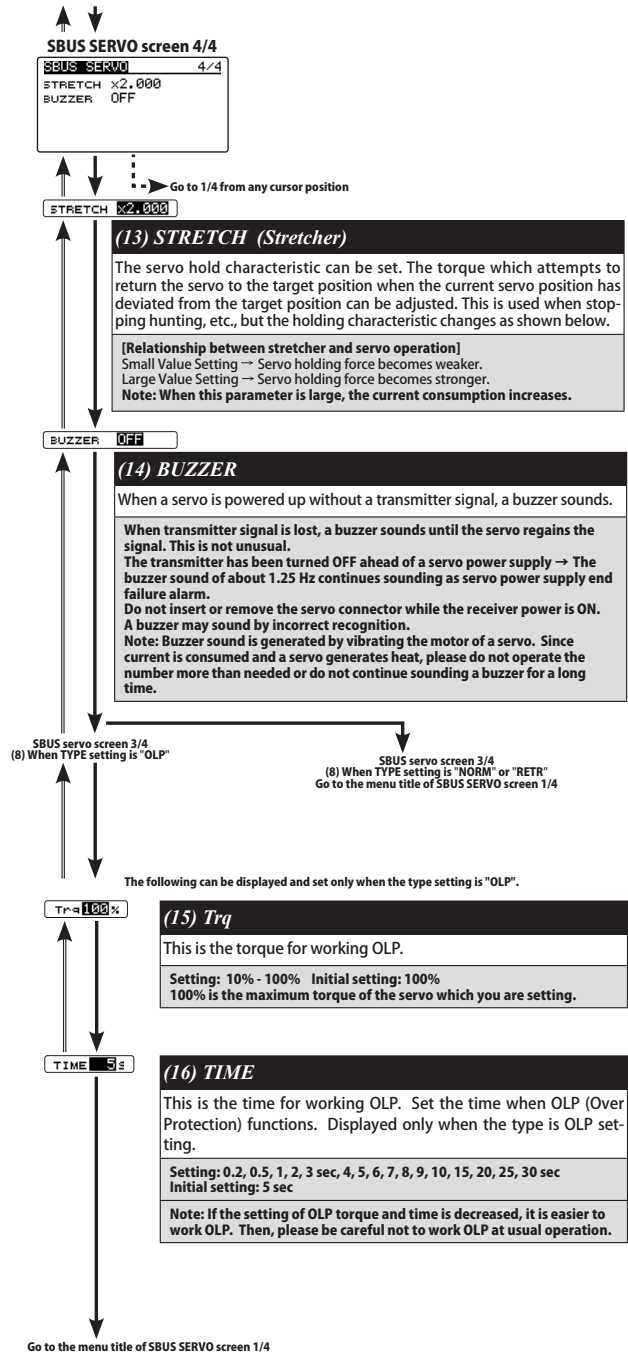 SBUS SERVO screen 4/4
SBUS SERVO 4/4
STRETCH x2.000
BUZZER OFF
Go to 1/4 from any cursor position
STRETCH x2.000
(13) STRETCH (Stretcher)
The servo hold characteristic can be set. The torque which attempts to
return the servo to the target position when the current servo position has
deviated from the target position can be adjusted. This is used when stop-
ping hunting, etc., but the holding characteristic changes as shown below.
[Relationship between stretcher and servo operation]
Small Value Setting → Servo holding force becomes weaker.
Large Value Setting → Servo holding force becomes stronger.
Note: When this parameter is large, the current consumption increases.
BUZZER OFF
(14) BUZZER
When a servo is powered up without a transmitter signal, a buzzer sounds.
When transmitter signal is lost, a buzzer sounds until the servo regains the
signal. This is not unusual.
The transmitter has been turned OFF ahead of a servo power supply → The
buzzer sound of about 1.25 Hz continues sounding as servo power supply end
failure alarm.
Do not insert or remove the servo connector while the receiver power is ON.
A buzzer may sound by incorrect recognition.
Note: Buzzer sound is generated by vibrating the motor of a servo. Since
current is consumed and a servo generates heat, please do not operate the
number more than needed or do not continue sounding a buzzer for a long
time.
SBUS servo screen 3/4
(8) When TYPE setting is "OLP"
SBUS servo screen 3/4
(8) When TYPE setting is "NORM" or "RETR"
Go to the menu title of SBUS SERVO screen 1/4
The following can be displayed and set only when the type setting is "OLP".
Trq 100%
(15) Trq
This is the torque for working OLP.
Setting: 10% - 100% Initial setting: 100%
100% is the maximum torque of the servo which you are setting.
TIME 5s
(16) TIME
This is the time for working OLP. Set the time when OLP (Over
Protection) functions. Displayed only when the type is OLP set-
ting.
Setting: 0.2, 0.5, 1, 2, 3 sec, 4, 5, 6, 7, 8, 9, 10, 15, 20, 25, 30 sec
Initial setting: 5 sec
Note: If the setting of OLP torque and time is decreased, it is easier to
work OLP. Then, please be careful not to work OLP at usual operation.
Go to the menu title of SBUS SERVO screen 1/4